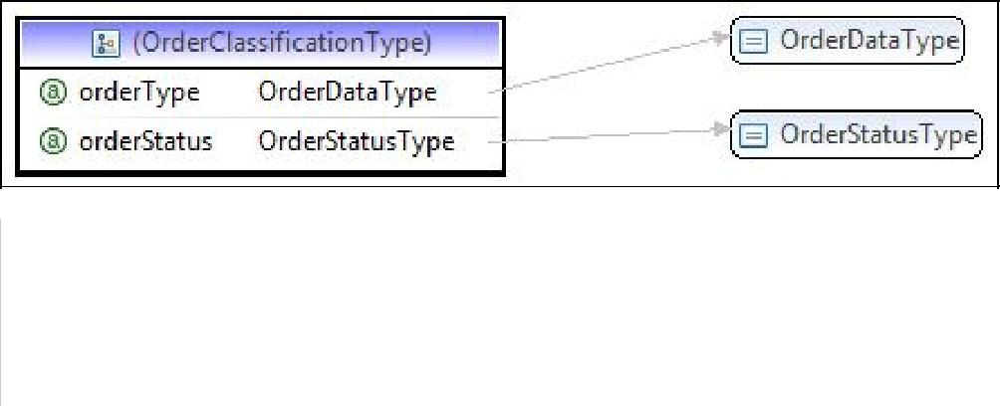 (OrderClassificationType)
orderType OrderDataType
orderStatus OrderStatusType
OrderDataType
OrderStatusType